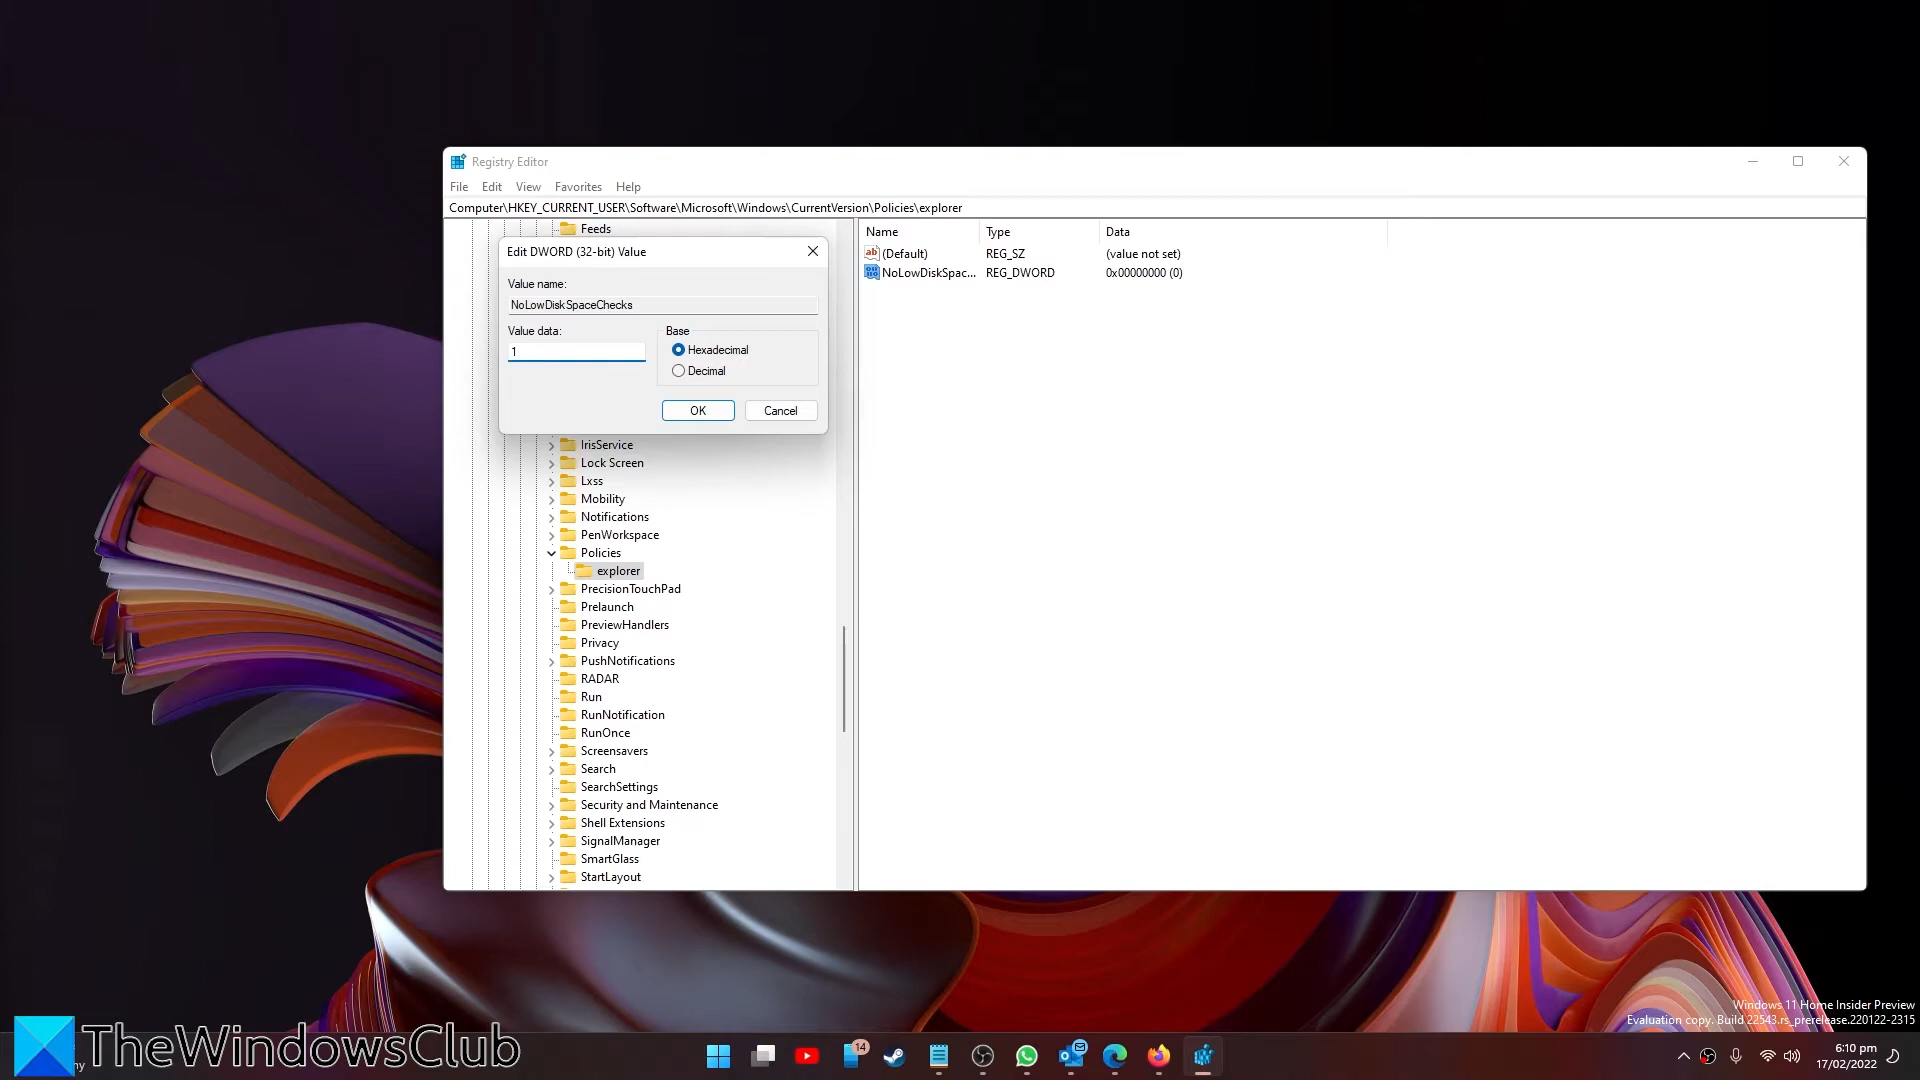 Registry Editor
File Edit View Favorites Help
Computer\HKEY_CURRENT_USER\Software\Microsoft\Windows\CurrentVersion\Policies\explorer
Feeds
Edit DWORD (32-bit) Value
Value name:
NoLowDiskSpaceChecks
Value data:
1
Base
Hexadecimal
Decimal
OK
Cancel
IrisService
Lock Screen
Lxss
Mobility
Notifications
PenWorkspace
Policies
explorer
PrecisionTouchPad
Prelaunch
PreviewHandlers
Privacy
PushNotifications
RADAR
Run
RunNotification
RunOnce
Screensavers
Search
SearchSettings
Security and Maintenance
Shell Extensions
SignalManager
SmartGlass
StartLayout
Name Type Data
(Default) REG_SZ (value not set)
NoLowDiskSpac... REG_DWORD 0x00000000 (0)
Windows 11 Home Insider Preview
Evaluation copy. Build 22543.rs_prerelease.220122-2315
TheWindowsClub
14
6:10 pm
17/02/2022